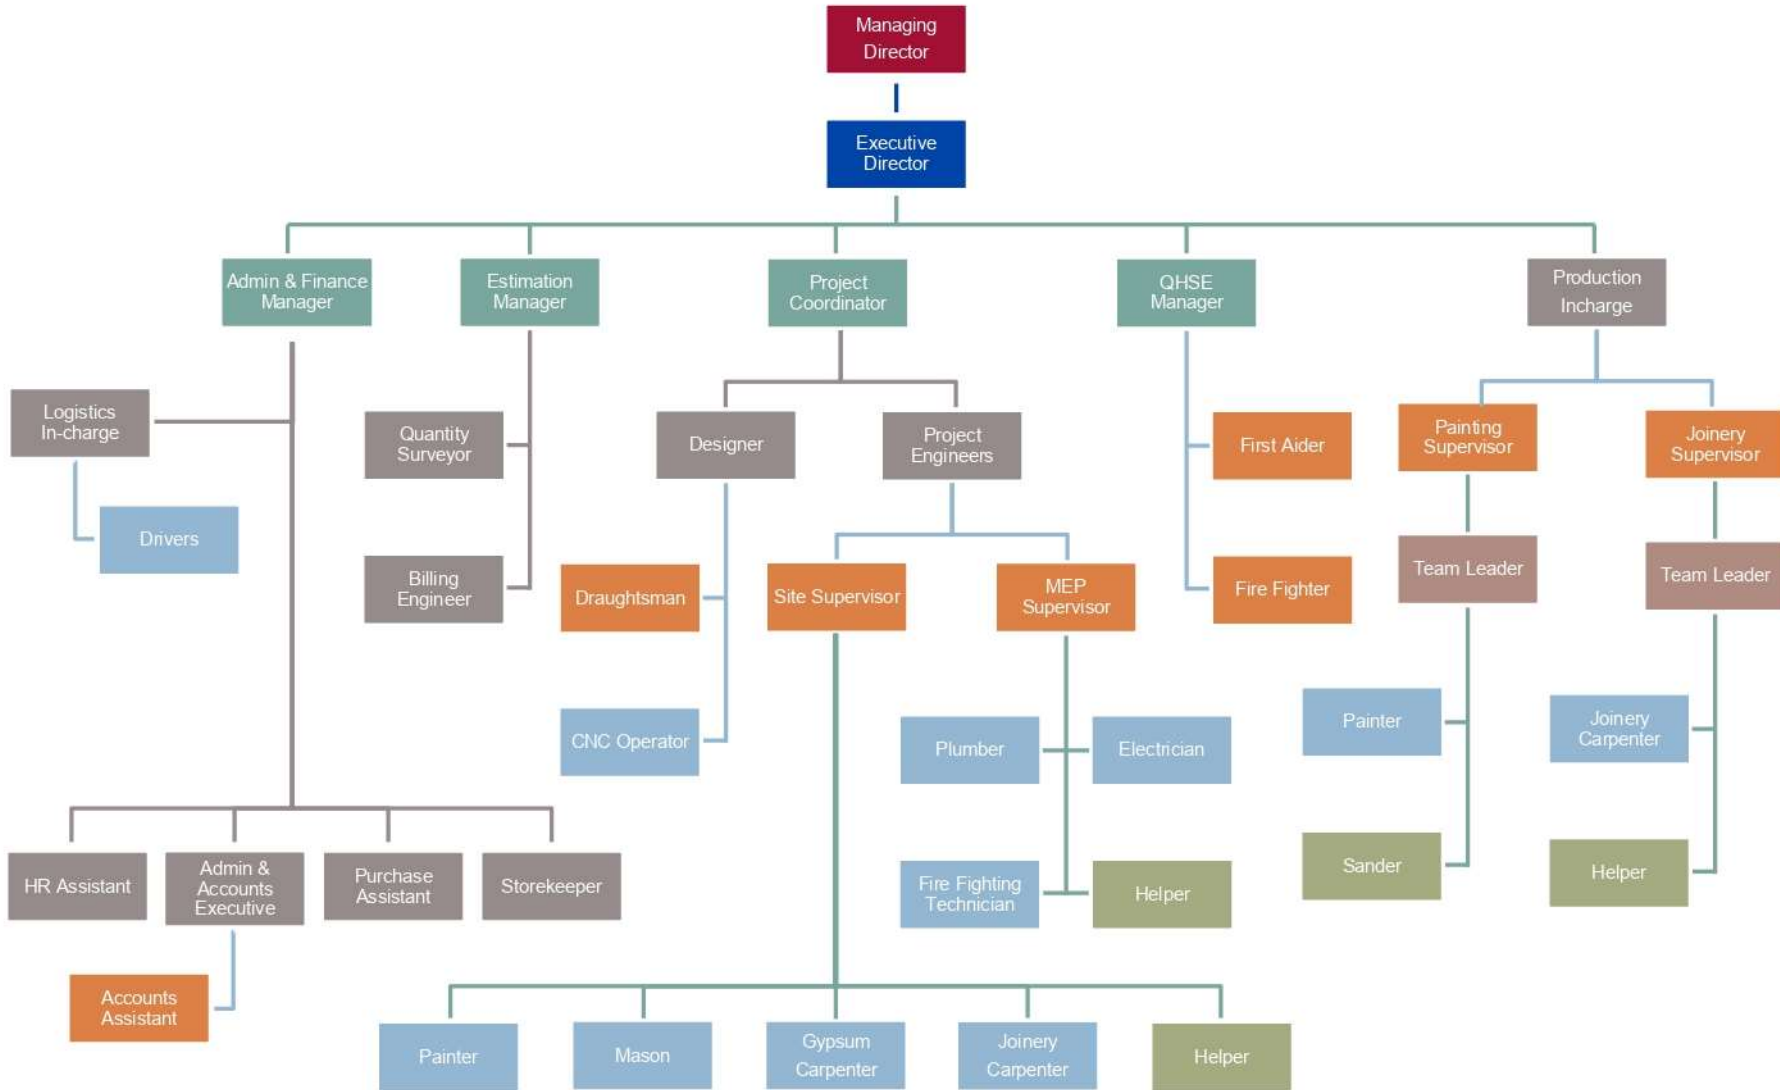 Managing
Director
Executive
Director
Admin & Finance
Manager
Estimation
Manager
Project
Coordinator
QHSE
Manager
Production
Incharge
Logistics
In-charge
Quantity
Surveyor
Designer
Project
Engineers
First Aider
Painting
Supervisor
Joinery
Supervisor
Drivers
Billing
Engineer
Draughtsman
Site Supervisor
MEP
Supervisor
Fire Fighter
Team Leader
Team Leader
CNC Operator
Plumber
Electrician
Painter
Joinery
Carpenter
HR Assistant
Admin &
Accounts
Executive
Purchase
Assistant
Storekeeper
Fire Fighting
Technician
Helper
Sander
Helper
Accounts
Assistant
Painter
Mason
Gypsum
Carpenter
Joinery
Carpenter
Helper